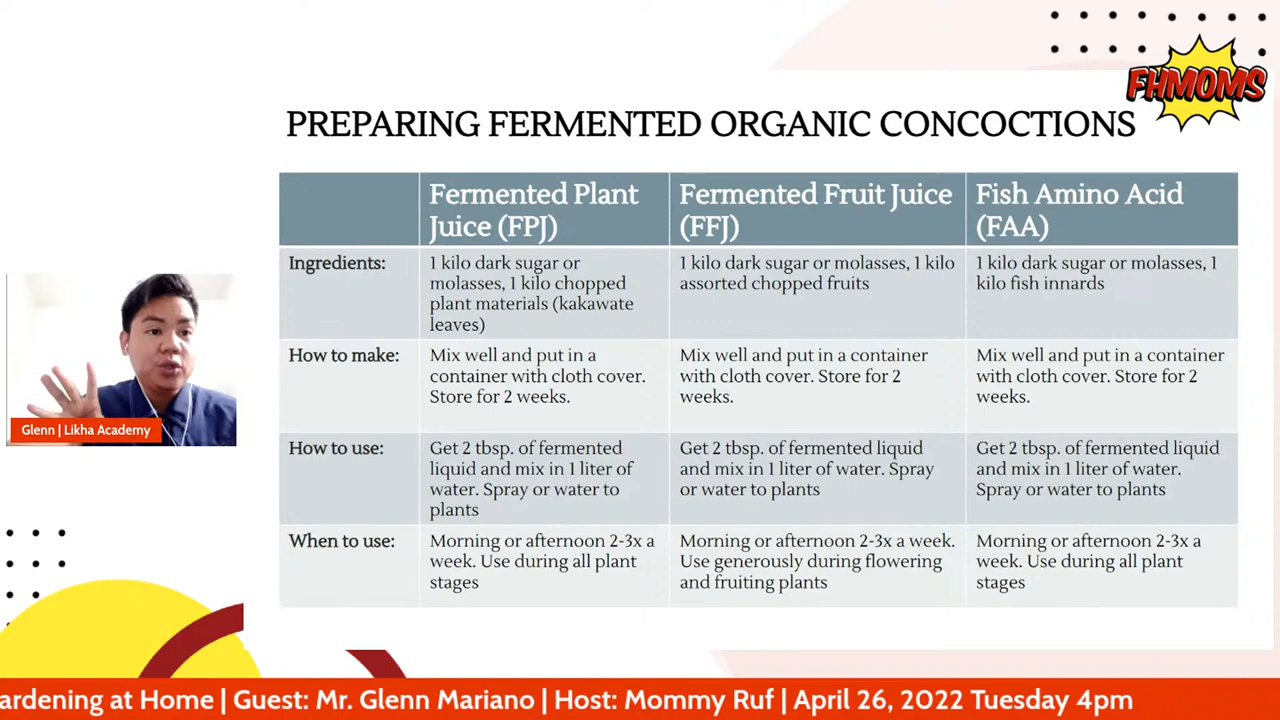 FHMOMS
PREPARING FERMENTED ORGANIC CONCOCTIONS
Fermented Plant
Juice (FPJ)
Fermented Fruit Juice
(FFJ)
Fish Amino Acid
(FAA)
Ingredients:
1 kilo dark sugar or
molasses, 1 kilo chopped
plant materials (kakawate
leaves)
1 kilo dark sugar or molasses, 1 kilo
assorted chopped fruits
1 kilo dark sugar or molasses, 1
kilo fish innards
How to make:
Mix well and put in a
container with cloth cover.
Store for 2 weeks.
Mix well and put in a container
with cloth cover. Store for 2
weeks.
Mix well and put in a container
with cloth cover. Store for 2
weeks.
How to use:
Get 2 tbsp. of fermented
liquid and mix in 1 liter of
water. Spray or water to
plants
Get 2 tbsp. of fermented liquid
and mix in 1 liter of water. Spray
or water to plants
Get 2 tbsp. of fermented liquid
and mix in 1 liter of water.
Spray or water to plants
When to use:
Morning or afternoon 2-3x a
week. Use during all plant
stages
Morning or afternoon 2-3x a week.
Use generously during flowering
and fruiting plants
Morning or afternoon 2-3x a
week. Use during all plant
stages
Glenn | Likha Academy
ardening at Home | Guest: Mr. Glenn Mariano | Host: Mommy Ruf | April 26, 2022 Tuesday 4pm